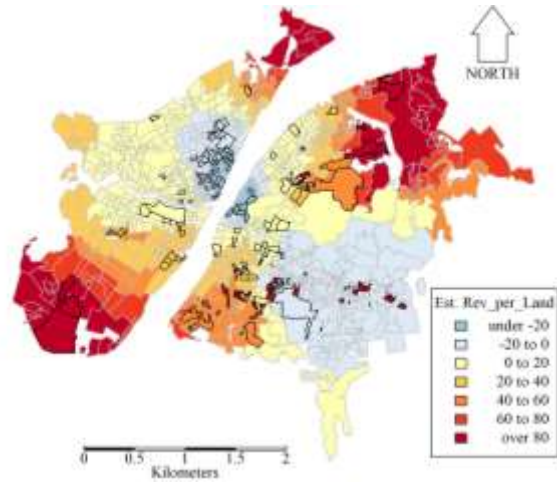 NORTH
Est. Rev_per_Land
under -20
-20 to 0
0 to 20
20 to 40
40 to 60
60 to 80
over 80
0 0.5 1 1.5 2
Kilometers